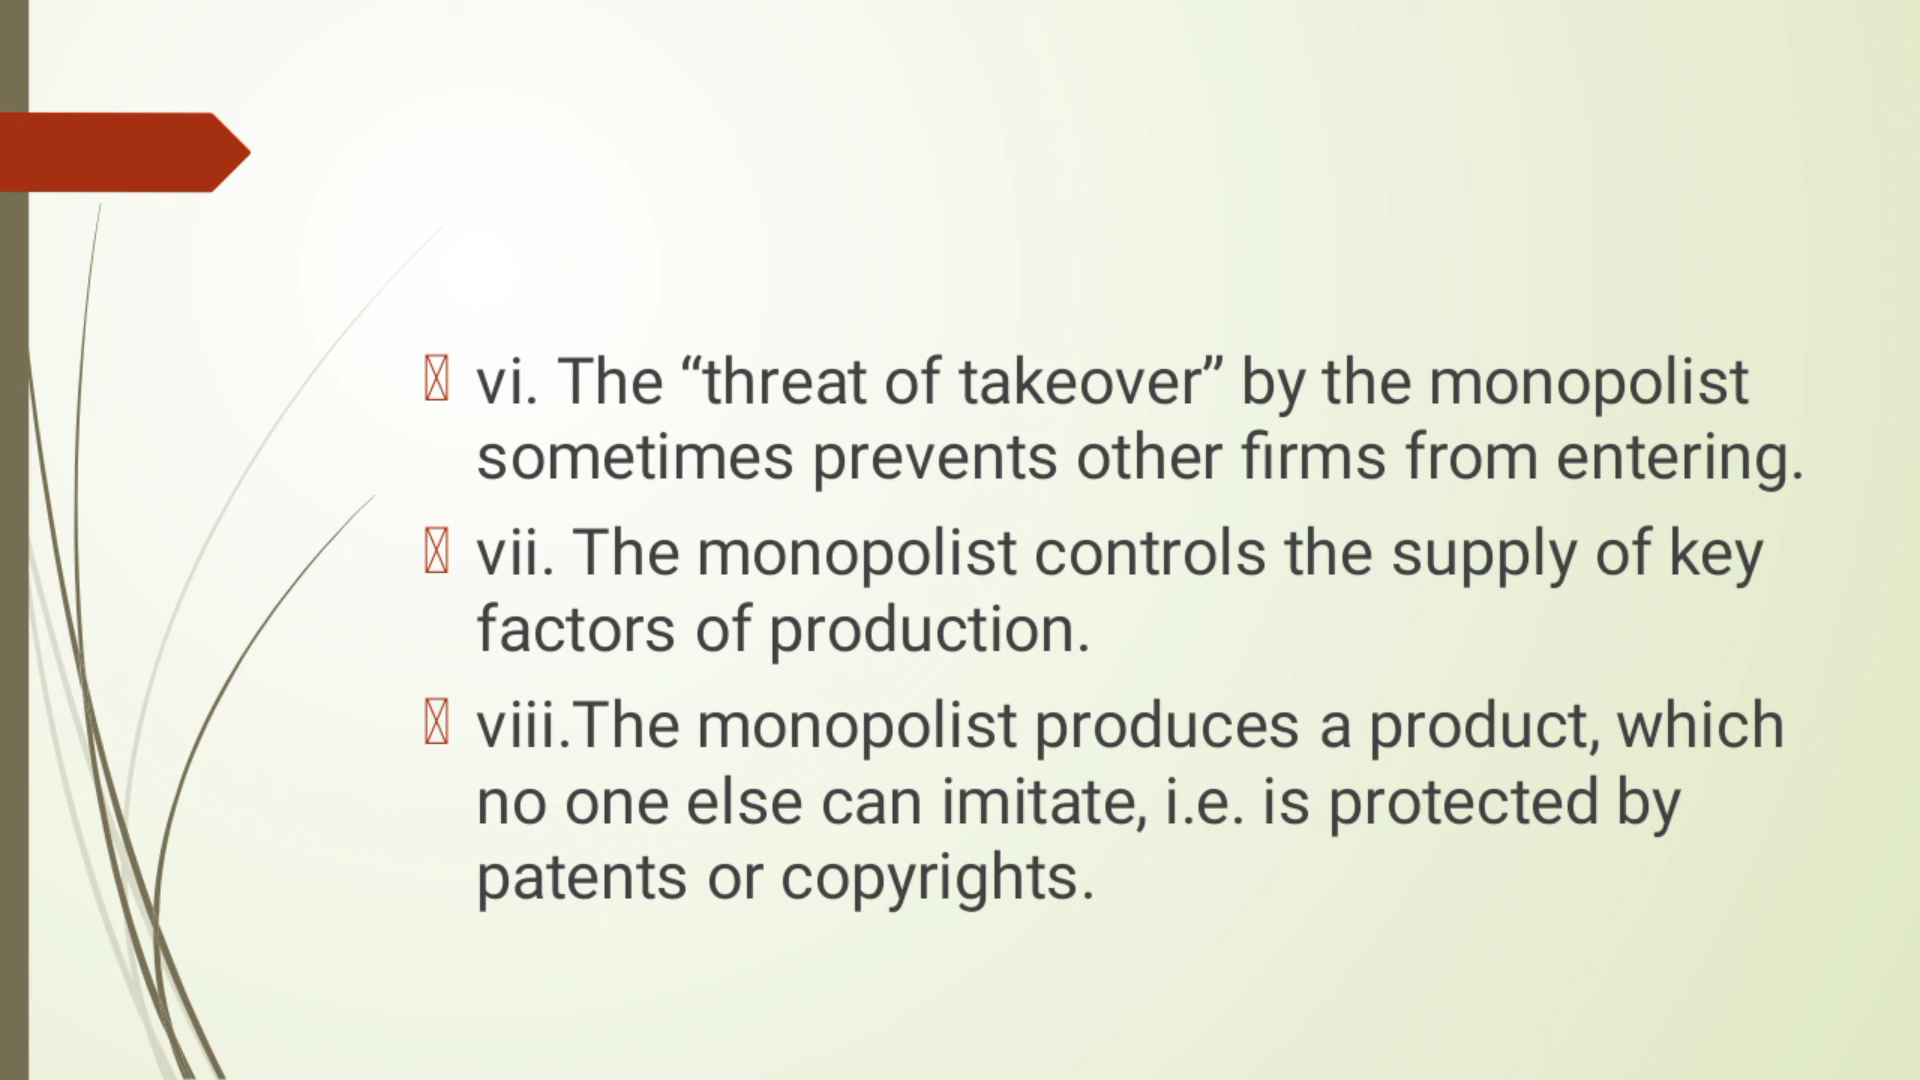 vi. The “threat of takeover” by the monopolist
sometimes prevents other firms from entering.
vii. The monopolist controls the supply of key
factors of production.
viii.The monopolist produces a product, which
no one else can imitate, i.e. is protected by
patents or copyrights.